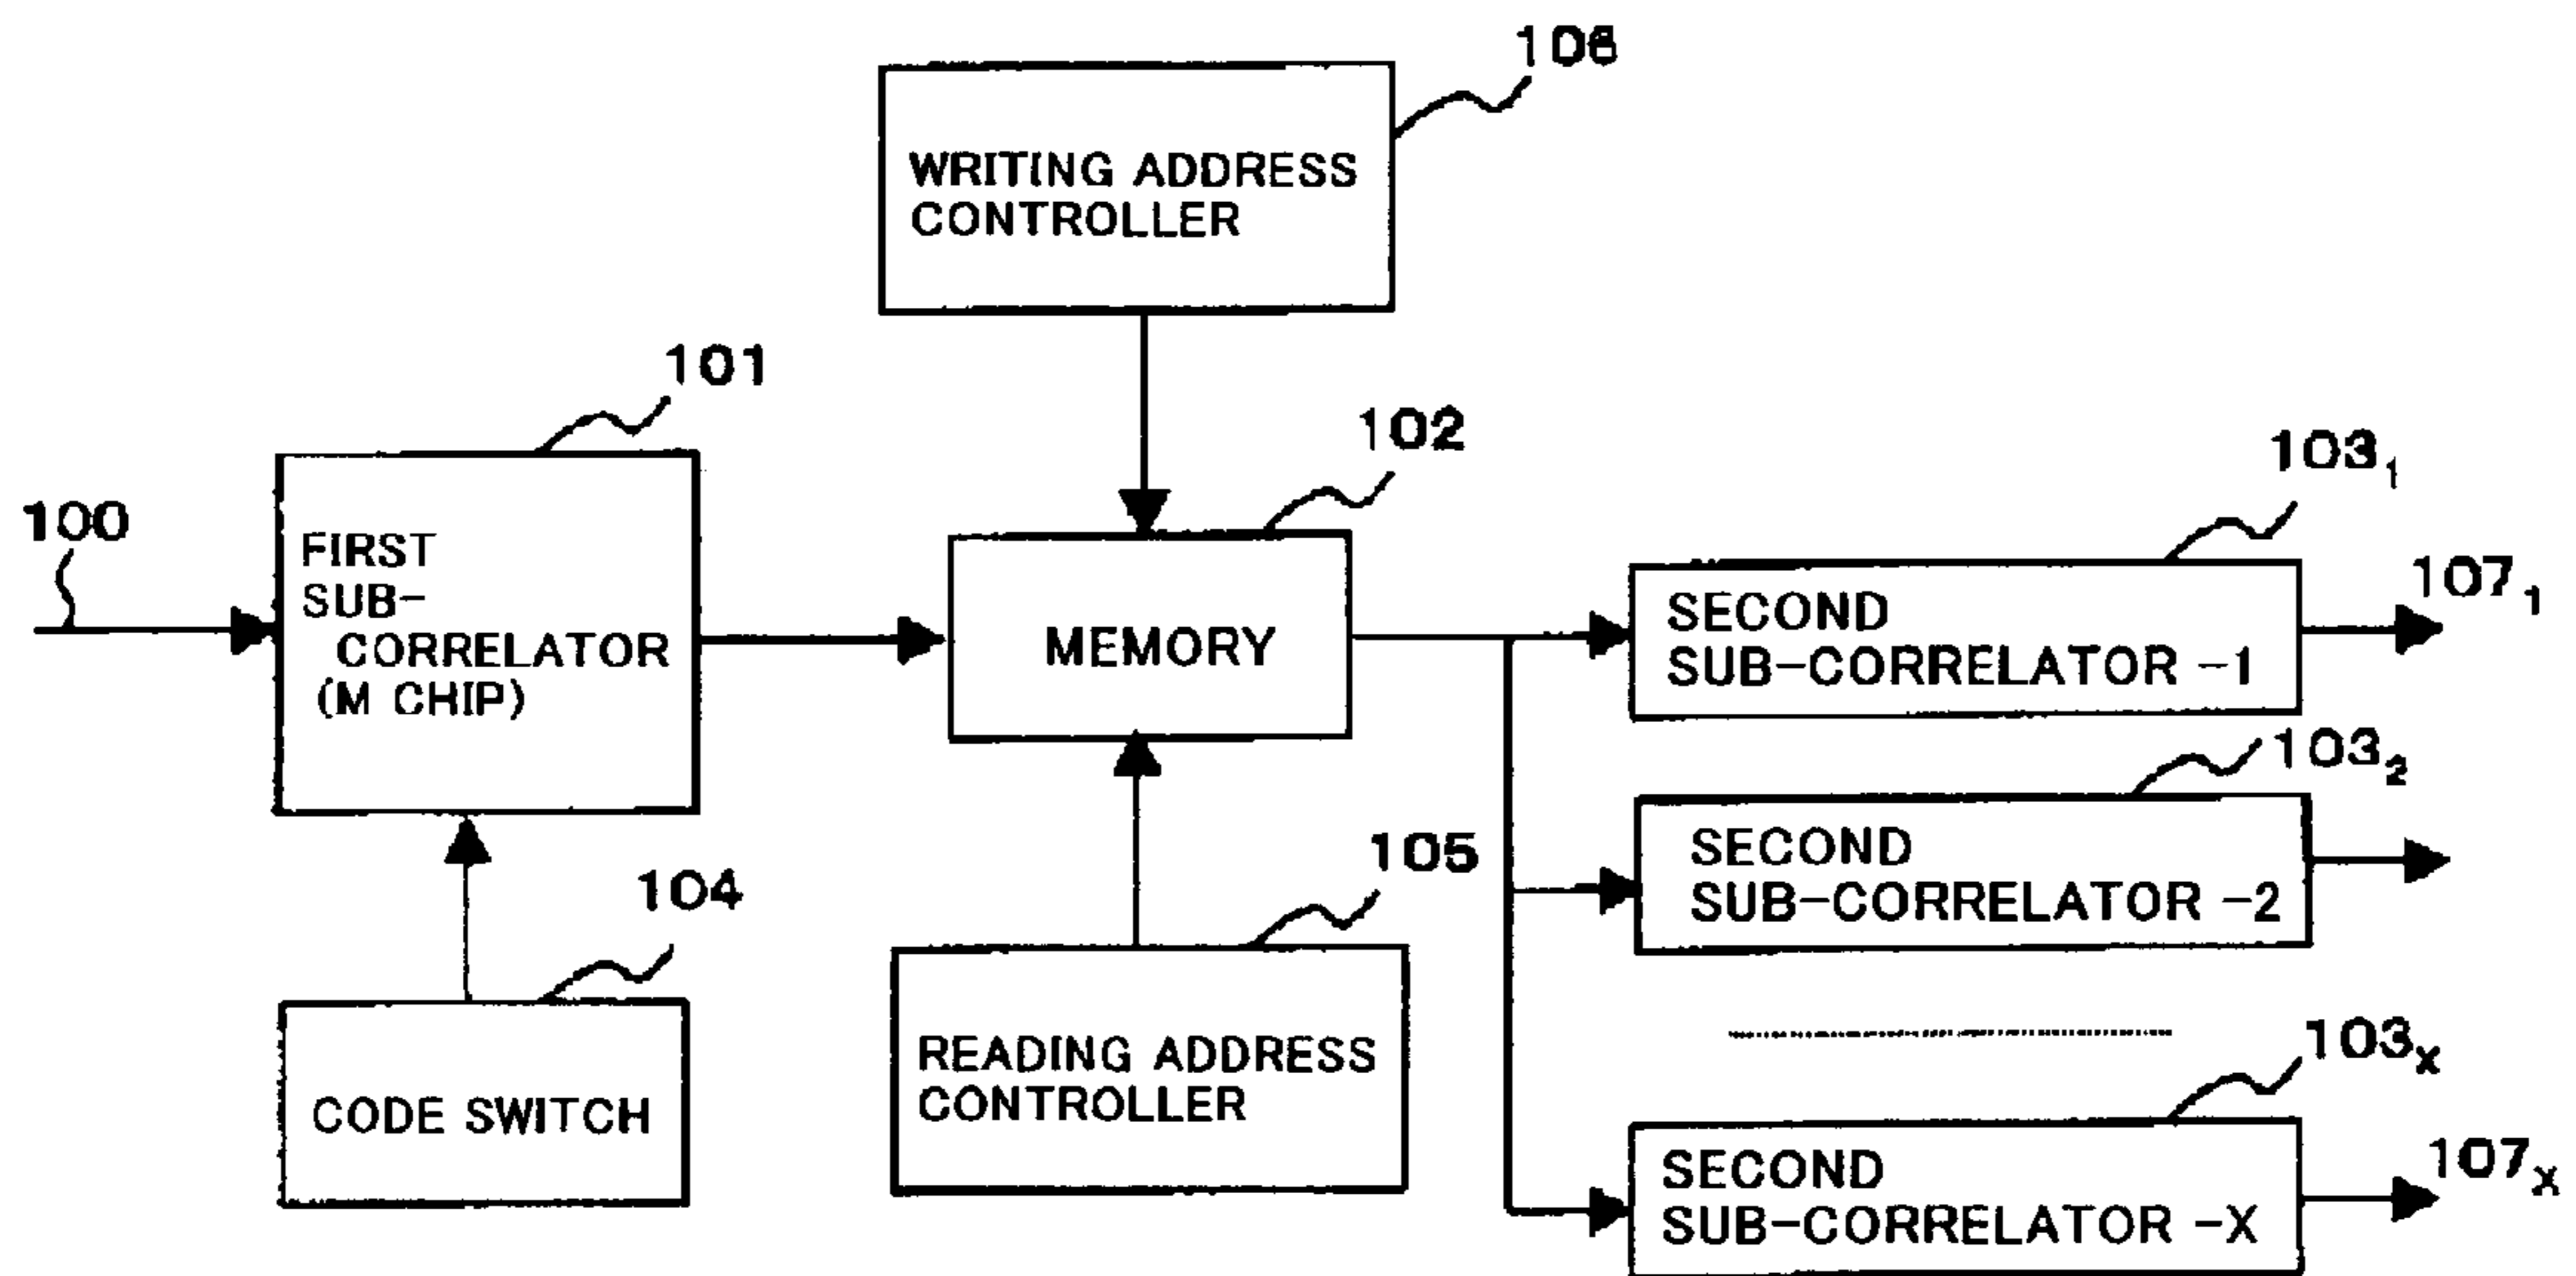 106
WRITING ADDRESS
CONTROLLER
101
102
103₁
100
FIRST
SUB-
CORRELATOR
(M CHIP)
MEMORY
SECOND
SUB-CORRELATOR -1
107₁
103₂
104
105
SECOND
SUB-CORRELATOR -2
CODE SWITCH
READING ADDRESS
CONTROLLER
103ₓ
SECOND
SUB-CORRELATOR -X
107ₓ